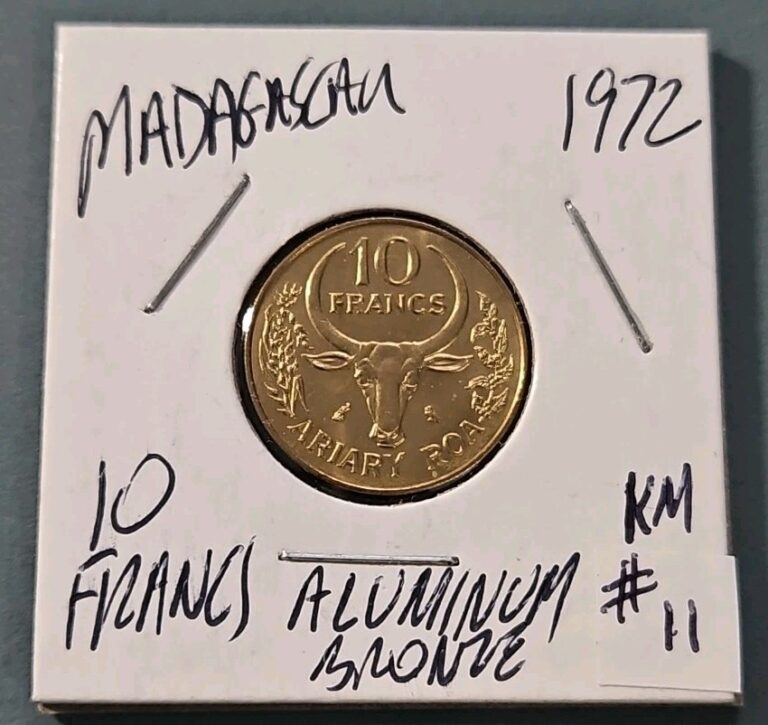 MADAGASCAR 1972
10
FRANCS
ARIARY ROA
10 KM
FRANCS ALUMINUM # 11
BRONZE